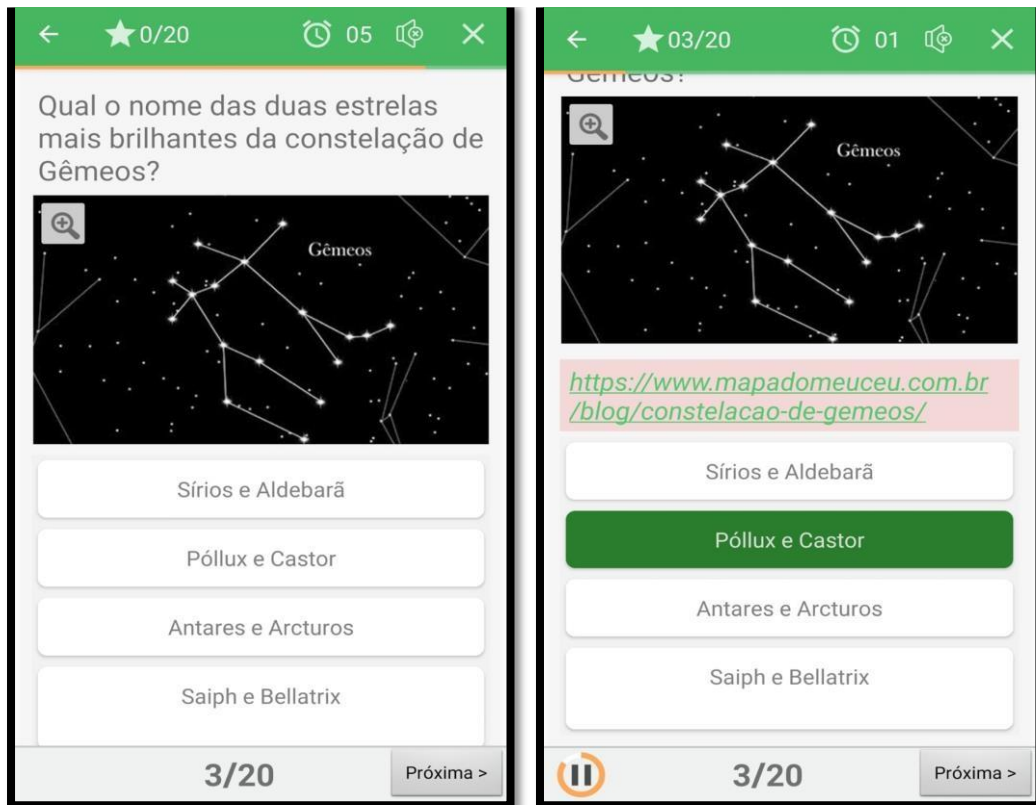 0/20 05
Qual o nome das duas estrelas
mais brilhantes da constelação de
Gêmeos?
Gêmeos
Sírios e Aldebarã
Póllux e Castor
Antares e Arcturos
Saiph e Bellatrix
3/20 Próxima >
03/20 01
Gêmeos?
Gêmeos
https://www.mapadomeuceu.com.br
/blog/constelacao-de-gemeos/
Sírios e Aldebarã
Póllux e Castor
Antares e Arcturos
Saiph e Bellatrix
3/20 Próxima >